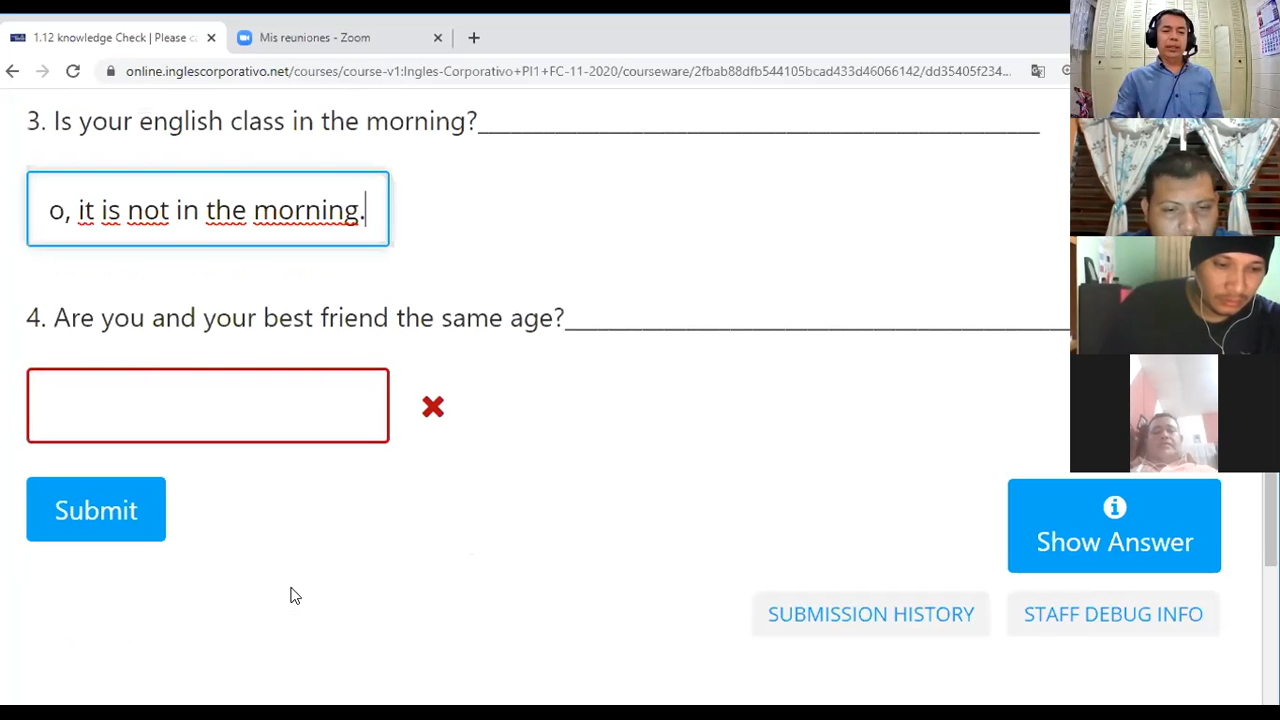 1.12 knowledge Check | Please c
Mis reuniones - Zoom
online.inglescorporativo.net/courses/course-v1:Ingles-Corporativo+PI1+FC-11-2020/courseware/2fbab88dfb544109bcad433d46066142/dd35405f234...
3. Is your english class in the morning?
o, it is not in the morning.
4. Are you and your best friend the same age?
Submit
Show Answer
SUBMISSION HISTORY
STAFF DEBUG INFO